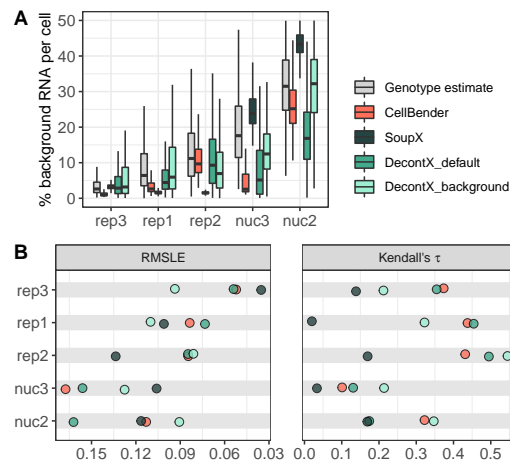 A
% background RNA per cell
50
40
30
20
10
0
rep3 rep1 rep2 nuc3 nuc2
Genotype estimate
CellBender
SoupX
DecontX_default
DecontX_background
B
RMSLE
Kendall's τ
rep3
rep1
rep2
nuc3
nuc2
0.15 0.12 0.09 0.06 0.03
0.0 0.1 0.2 0.3 0.4 0.5